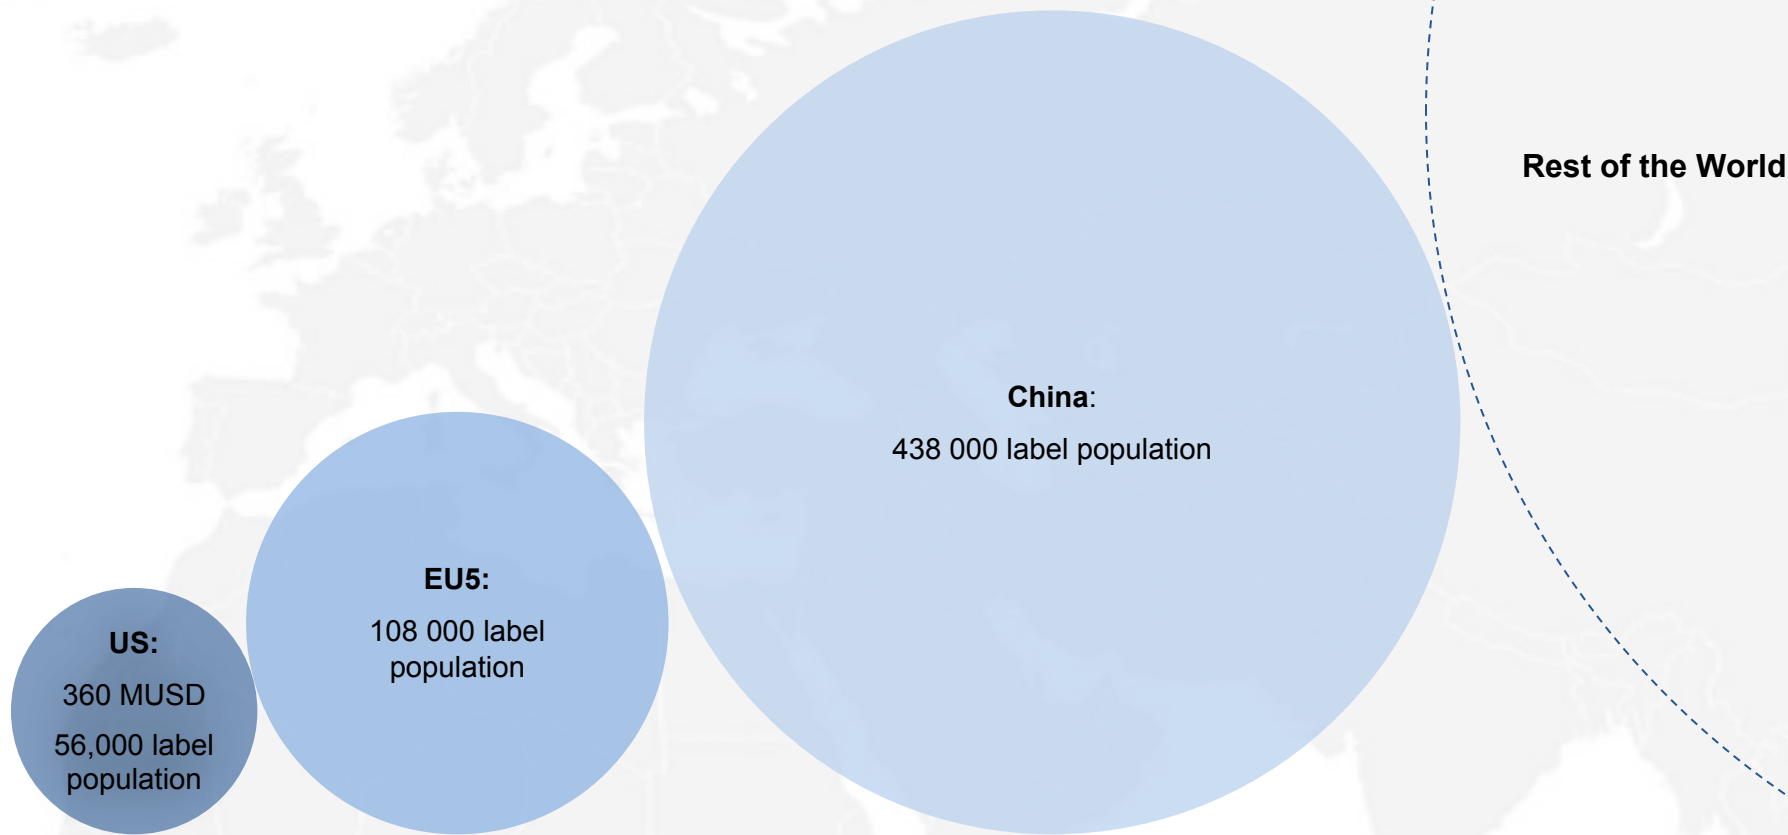 US:
360 MUSD
56,000 label
population
EU5:
108 000 label
population
China:
438 000 label population
Rest of the World